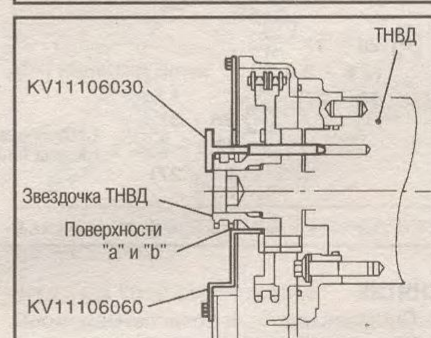 ТНВД
KV11106030
Звездочка ТНВД
Поверхности
"a" и "b"
KV11106060